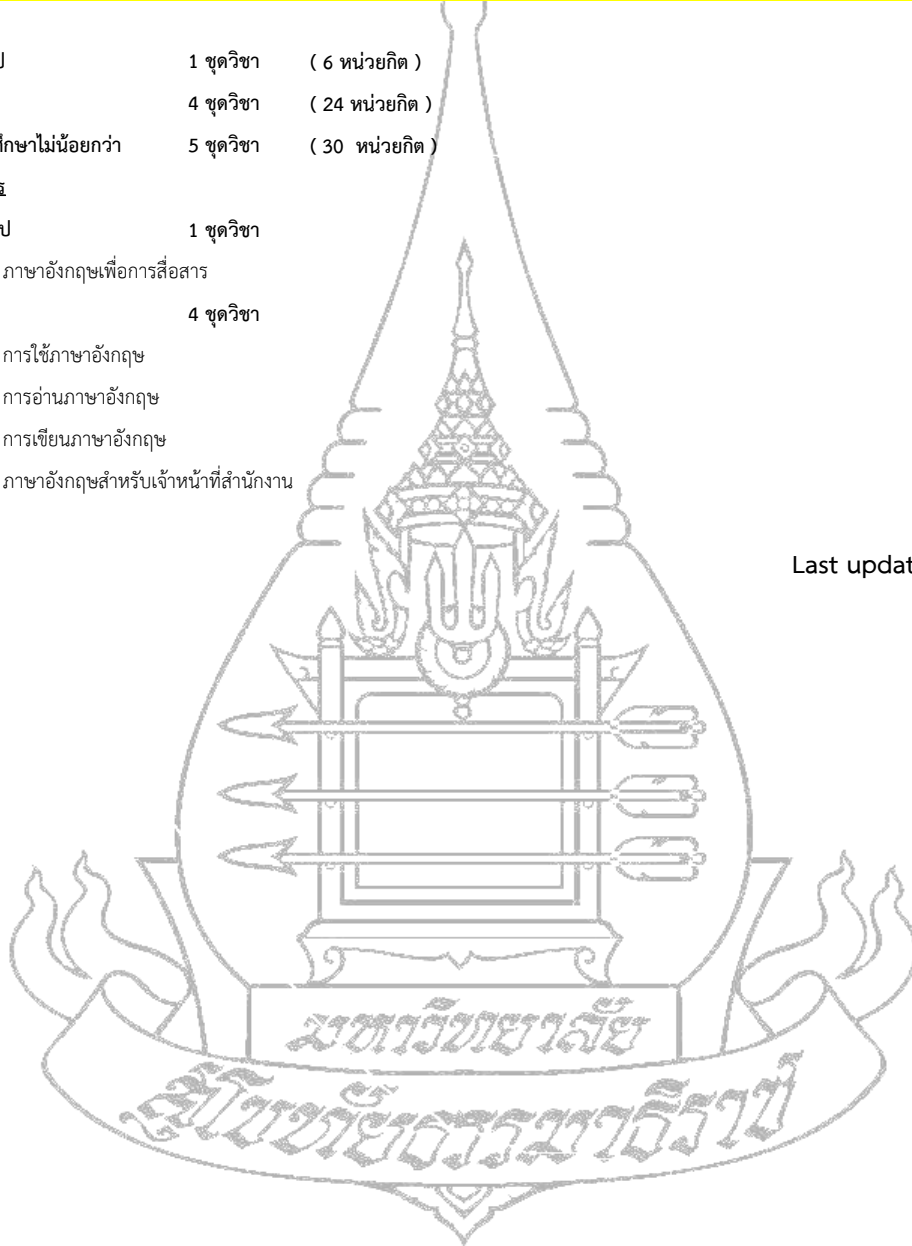 ป 1 ชุดวิชา ( 6 หน่วยกิต )
4 ชุดวิชา ( 24 หน่วยกิต )
ศึกษาไม่น้อยกว่า 5 ชุดวิชา ( 30 หน่วยกิต )
ร
ป 1 ชุดวิชา
ภาษาอังกฤษเพื่อการสื่อสาร
4 ชุดวิชา
การใช้ภาษาอังกฤษ
การอ่านภาษาอังกฤษ
การเขียนภาษาอังกฤษ
ภาษาอังกฤษสำหรับเจ้าหน้าที่สำนักงาน
Last updat
มหาวิทยาลัย
สุโขทัยธรรมาธิราช